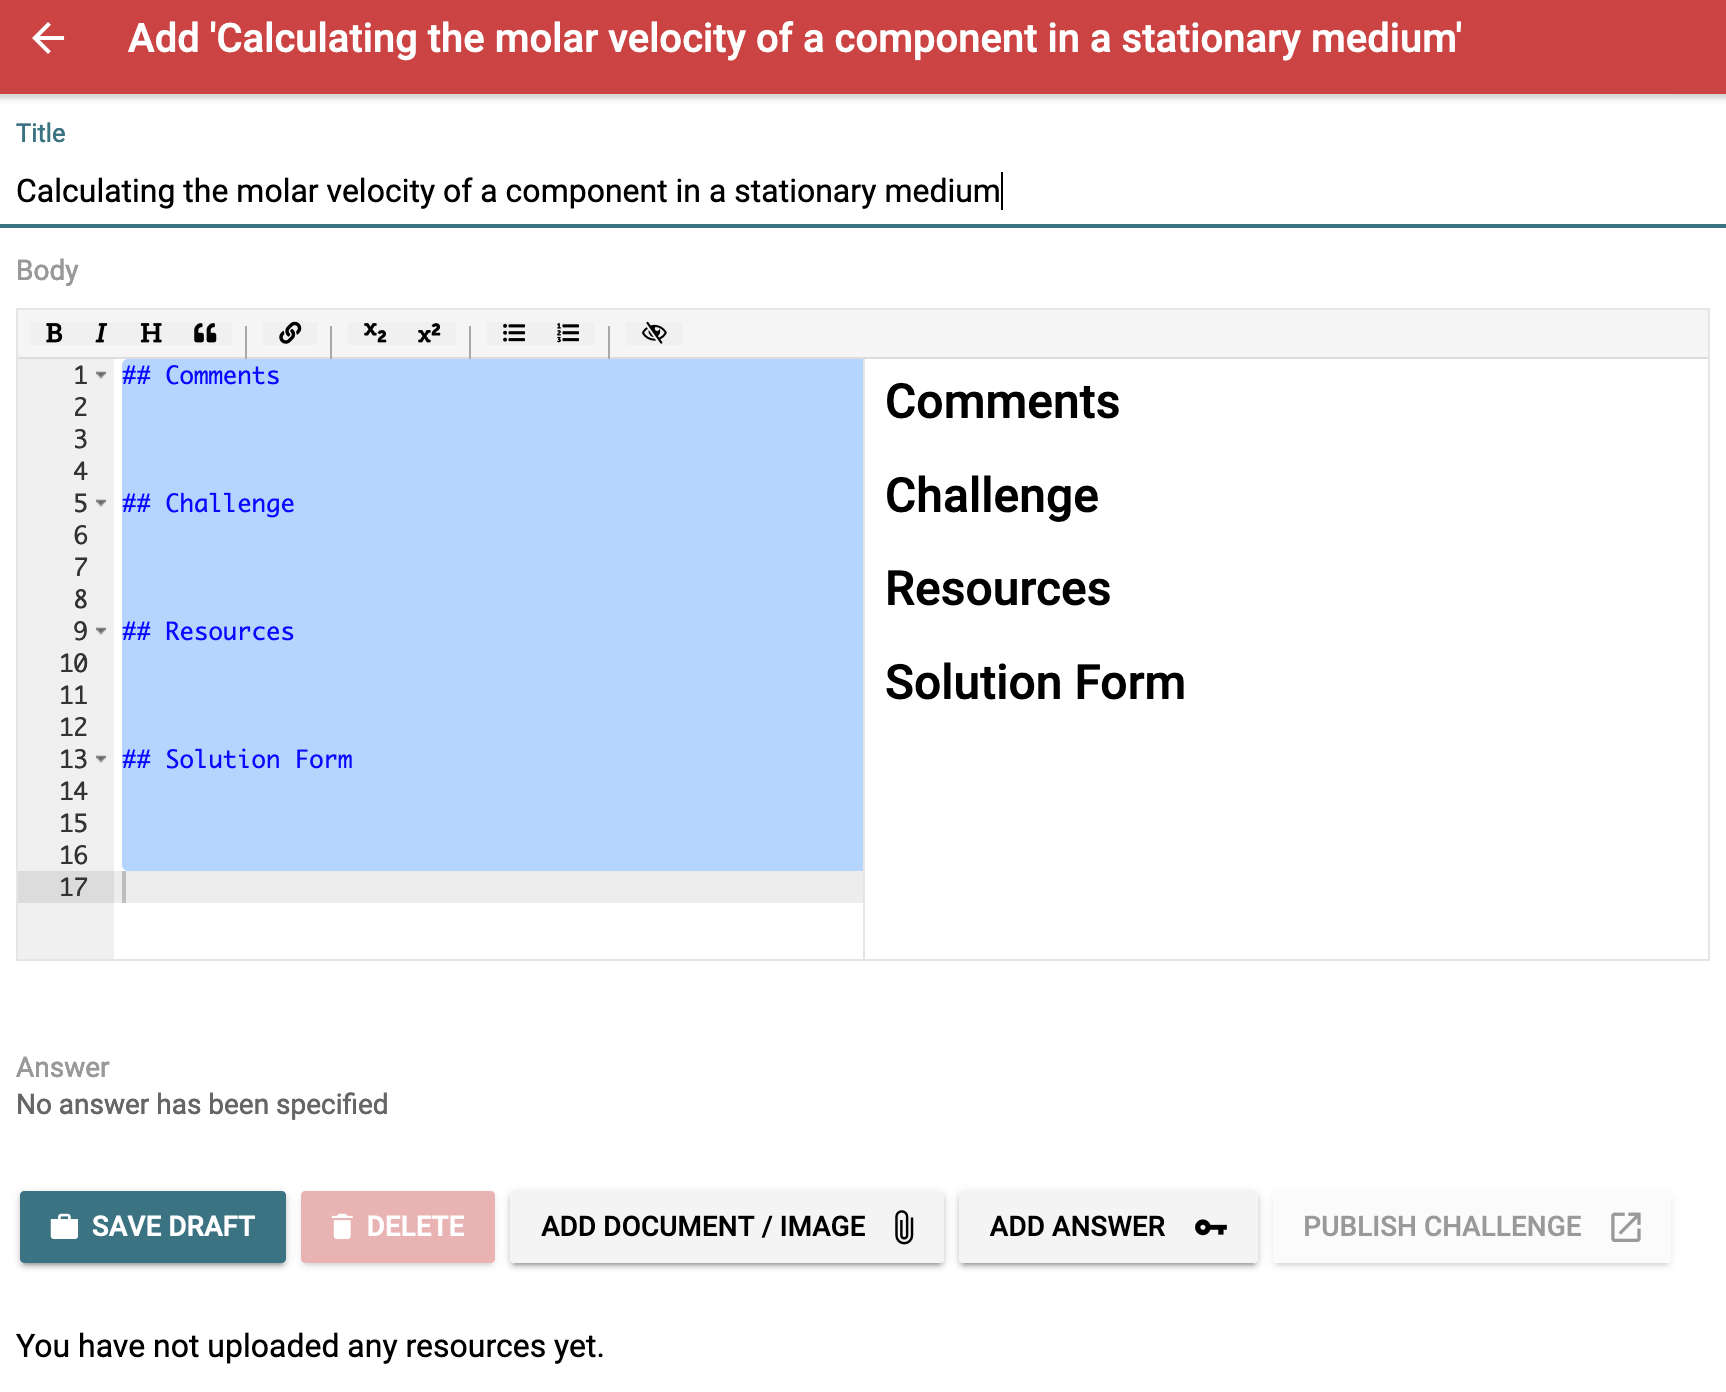 Add 'Calculating the molar velocity of a component in a stationary medium'
Title
Calculating the molar velocity of a component in a stationary medium
Body
B I H “ x₂ x²
1 ## Comments
2
3
4
5 ## Challenge
6
7
8
9 ## Resources
10
11
12
13 ## Solution Form
14
15
16
17
Comments
Challenge
Resources
Solution Form
Answer
No answer has been specified
SAVE DRAFT
DELETE
ADD DOCUMENT / IMAGE
ADD ANSWER
PUBLISH CHALLENGE
You have not uploaded any resources yet.